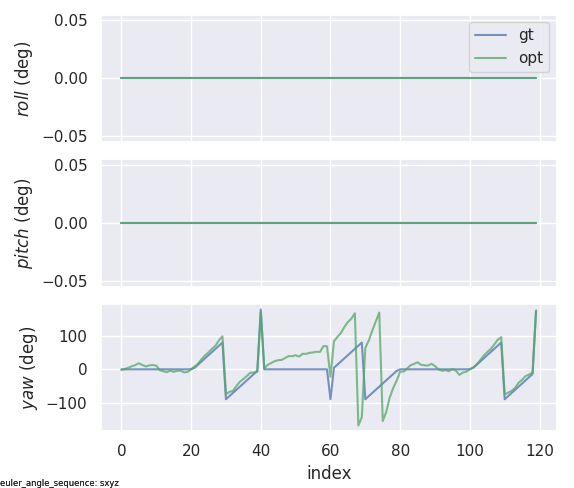 0.05
0.00
−0.05
roll (deg)
gt
opt
0.05
0.00
−0.05
pitch (deg)
100
0
−100
yaw (deg)
0 20 40 60 80 100 120
index
euler_angle_sequence: sxyz